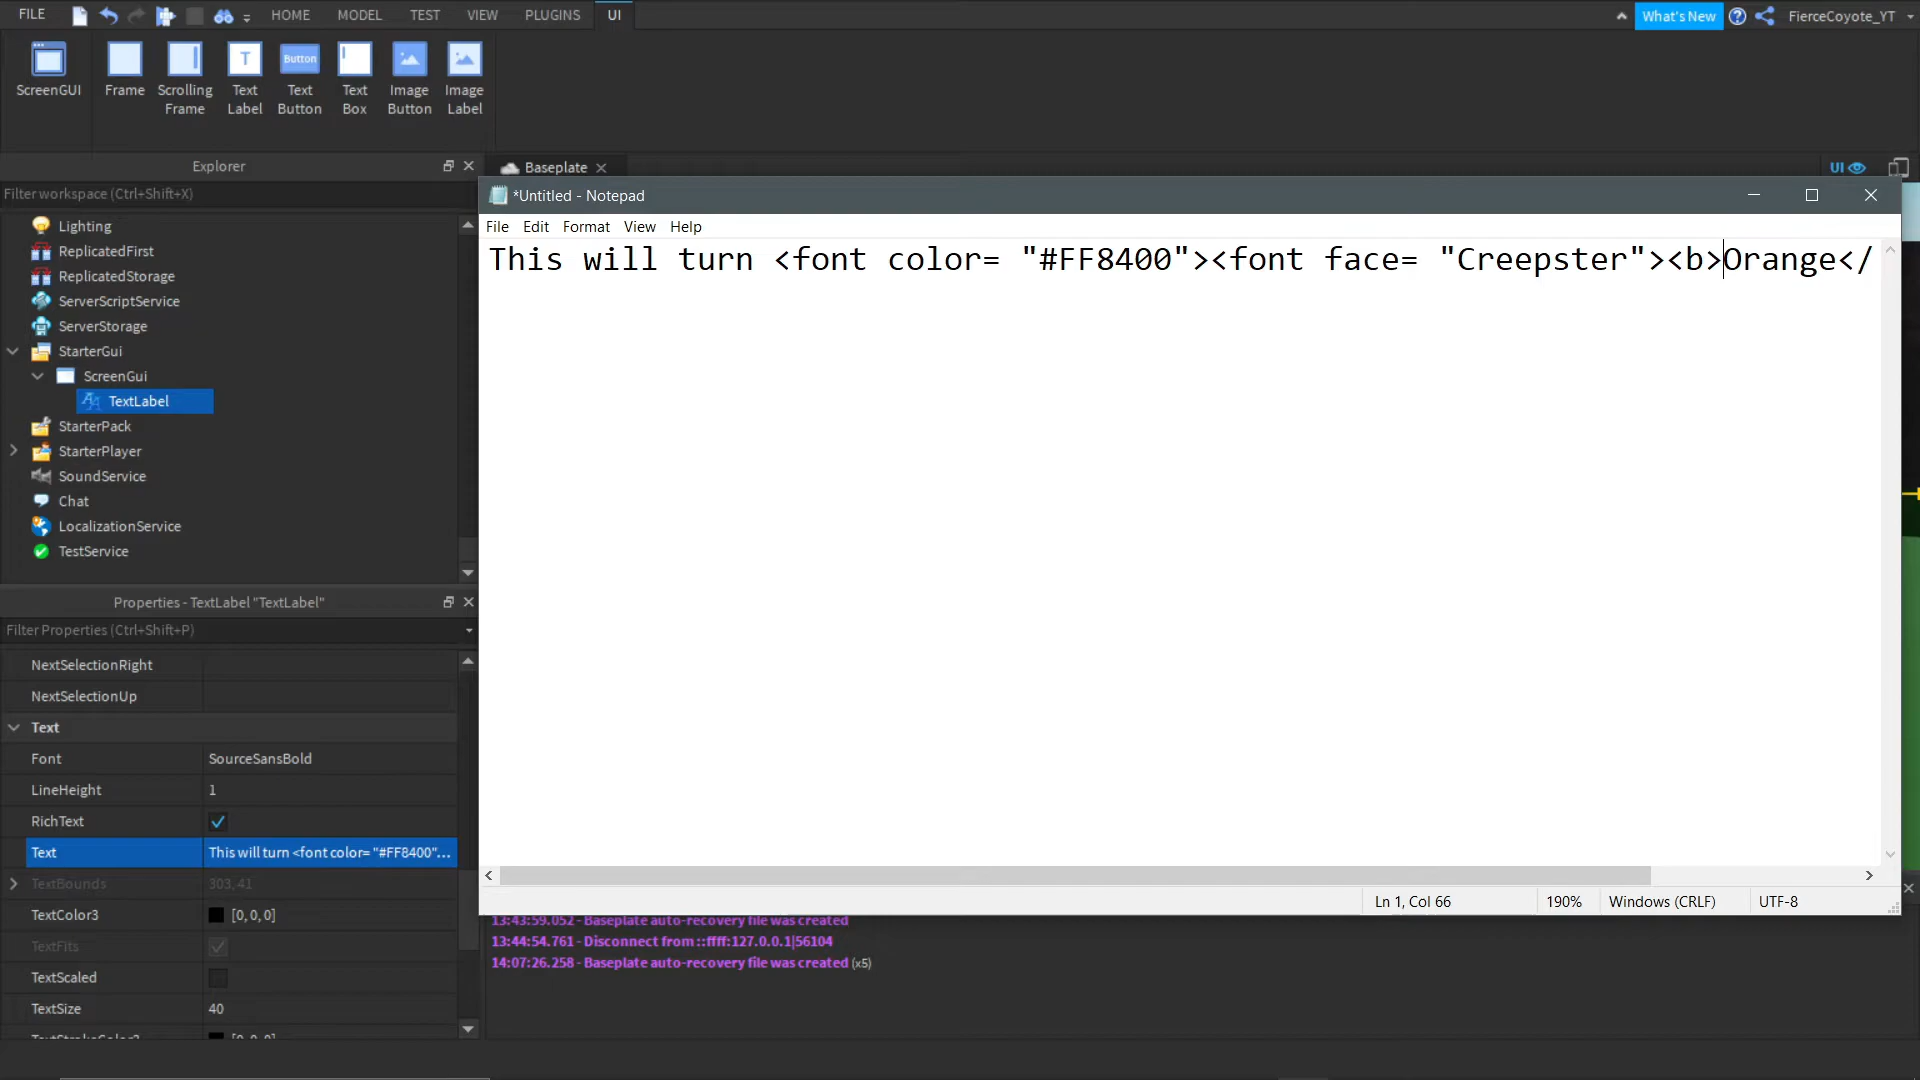 FILE
HOME
MODEL
TEST
VIEW
PLUGINS
UI
What's New
FierceCoyote_YT
ScreenGUI
Frame
Scrolling
Frame
Text
Label
Button
Text
Button
Text
Box
Image
Button
Image
Label
Explorer
Baseplate
UI
Filter workspace (Ctrl+Shift+X)
Lighting
ReplicatedFirst
ReplicatedStorage
ServerScriptService
ServerStorage
StarterGui
ScreenGui
TextLabel
StarterPack
StarterPlayer
SoundService
Chat
LocalizationService
TestService
Properties - TextLabel "TextLabel"
Filter Properties (Ctrl+Shift+P)
NextSelectionRight
NextSelectionUp
Text
Font SourceSansBold
LineHeight 1
RichText
Text This will turn <font color= "#FF8400"...
TextBounds 303, 41
TextColor3 [0, 0, 0]
TextFits
TextScaled
TextSize 40
*Untitled - Notepad
File Edit Format View Help
This will turn <font color= "#FF8400"><font face= "Creepster"><b>Orange</
Ln 1, Col 66
190%
Windows (CRLF)
UTF-8
13:43:59.052 - Baseplate auto-recovery file was created
13:44:54.761 - Disconnect from ::ffff:127.0.0.1|56104
14:07:26.258 - Baseplate auto-recovery file was created (x5)